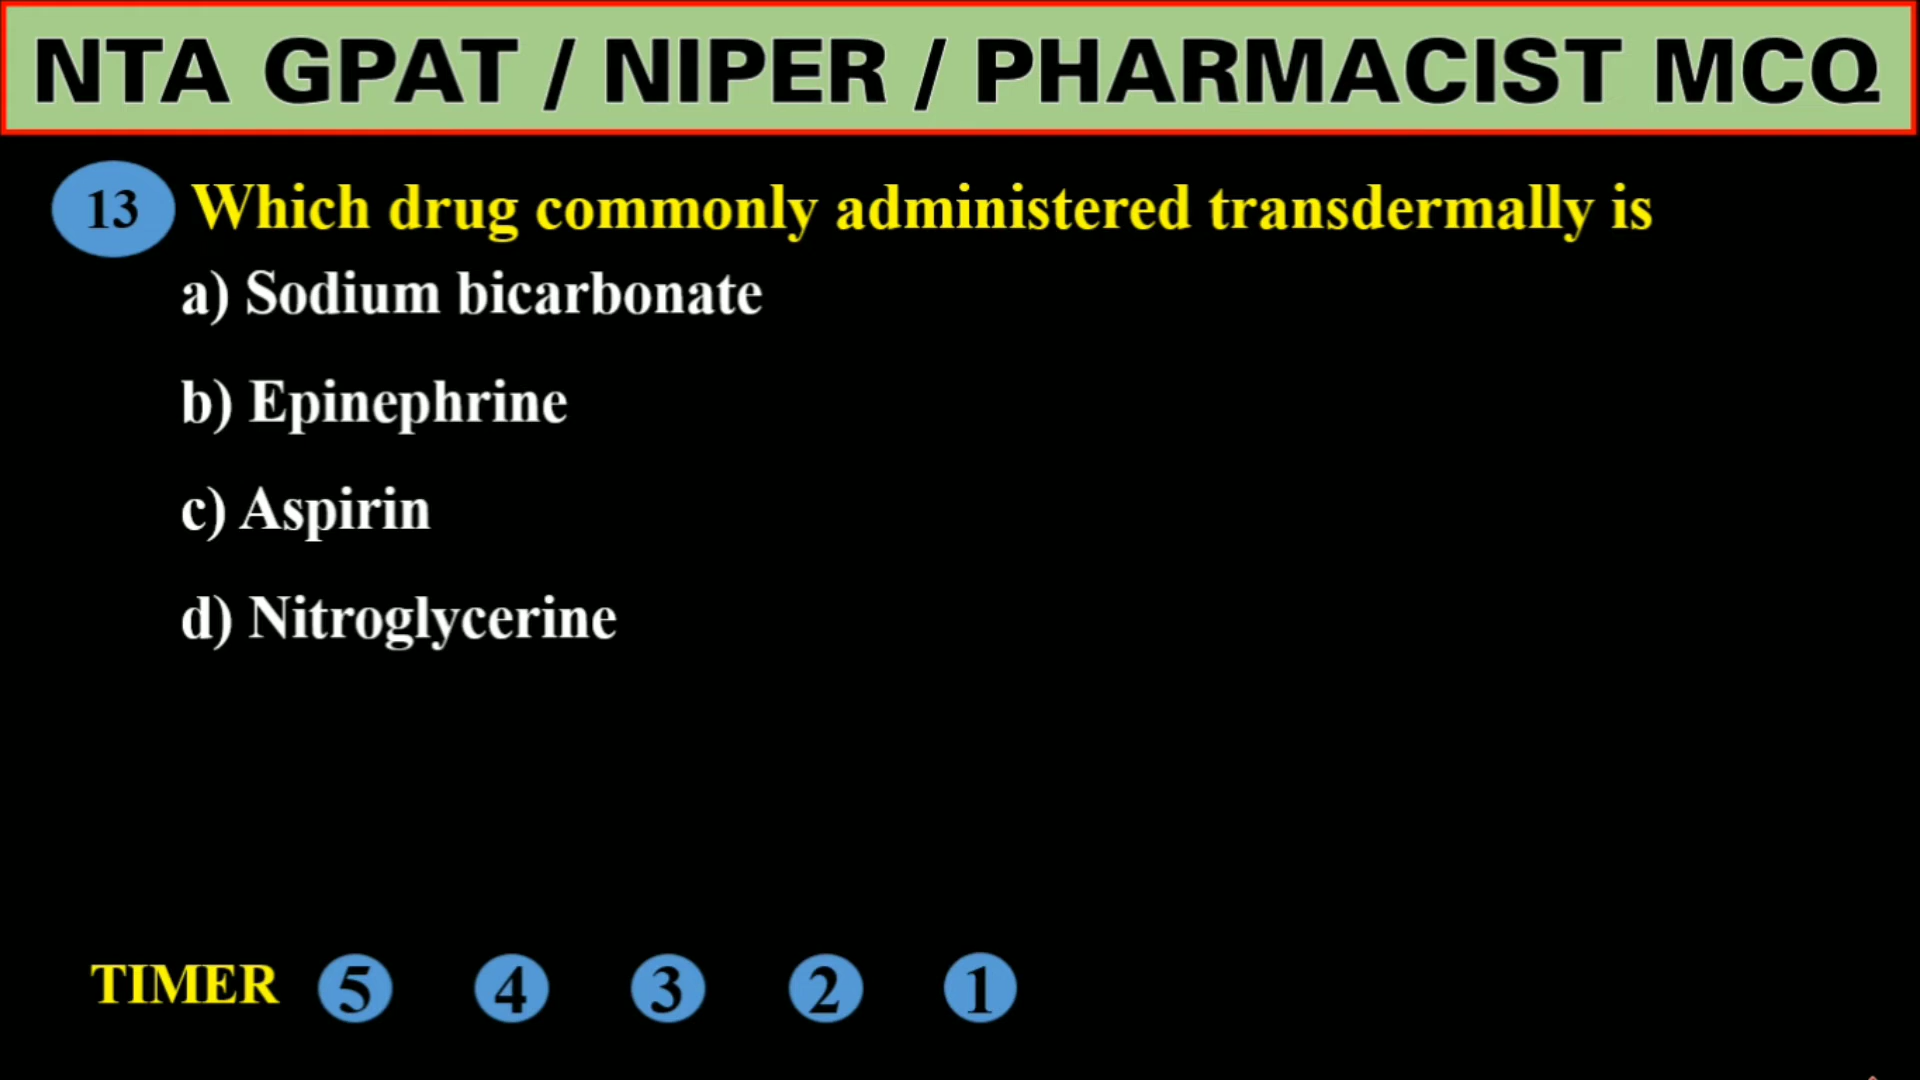 NTA GPAT / NIPER / PHARMACIST MCQ
13 Which drug commonly administered transdermally is
a) Sodium bicarbonate
b) Epinephrine
c) Aspirin
d) Nitroglycerine
TIMER 5 4 3 2 1